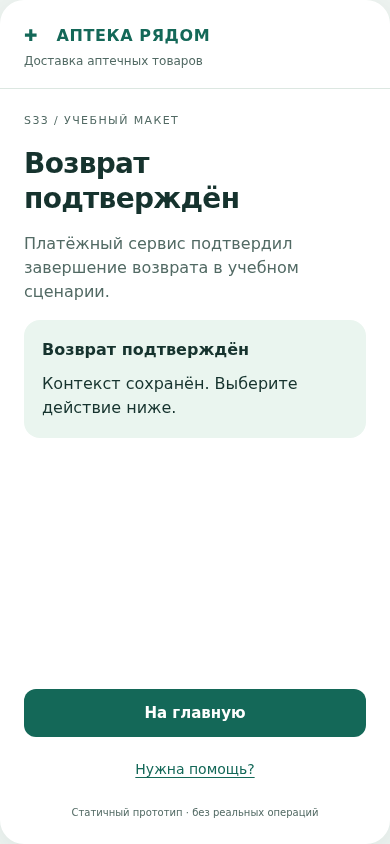 ✚ АПТЕКА РЯДОМ
Доставка аптечных товаров
S33 / УЧЕБНЫЙ МАКЕТ
Возврат
подтверждён
Платёжный сервис подтвердил
завершение возврата в учебном
сценарии.
Возврат подтверждён
Контекст сохранён. Выберите
действие ниже.
На главную
Нужна помощь?
Статичный прототип · без реальных операций